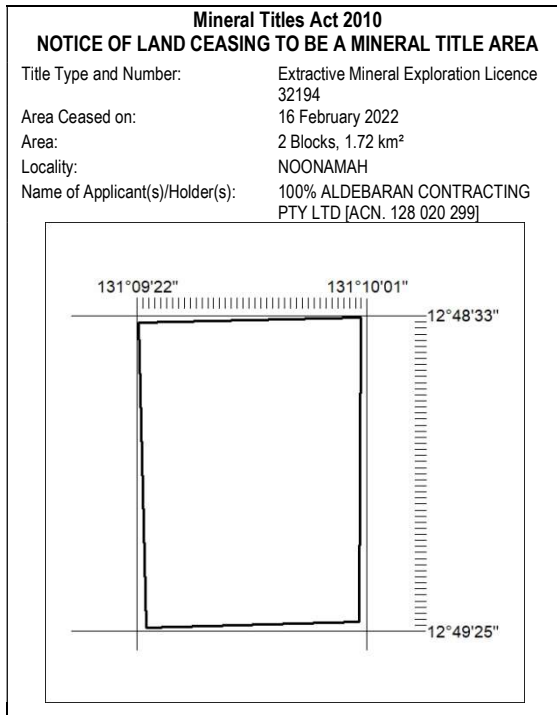 Mineral Titles Act 2010
NOTICE OF LAND CEASING TO BE A MINERAL TITLE AREA
Title Type and Number: Extractive Mineral Exploration Licence
32194
Area Ceased on: 16 February 2022
Area: 2 Blocks, 1.72 km²
Locality: NOONAMAH
Name of Applicant(s)/Holder(s): 100% ALDEBARAN CONTRACTING
PTY LTD [ACN. 128 020 299]
131°09'22" 131°10'01"
12°48'33"
12°49'25"